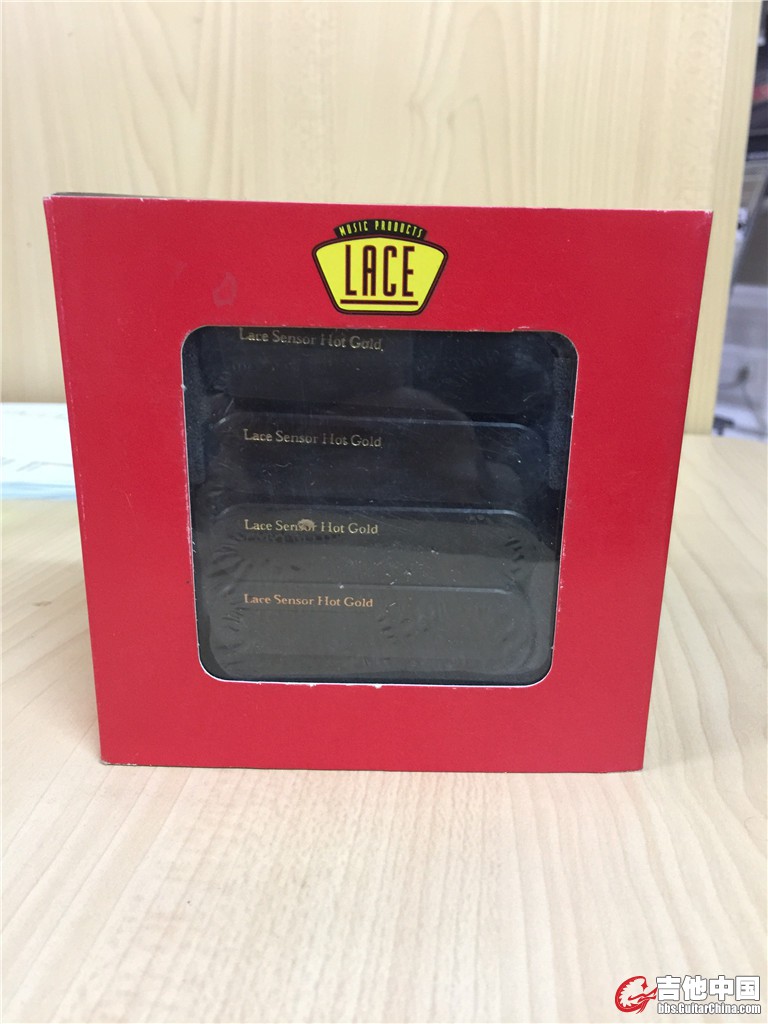 MUSIC PRODUCTS
LACE
Lace Sensor Hot Gold
Lace Sensor Hot Gold
Lace Sensor Hot Gold
Lace Sensor Hot Gold
吉他中国
bbs.GuitarChina.com